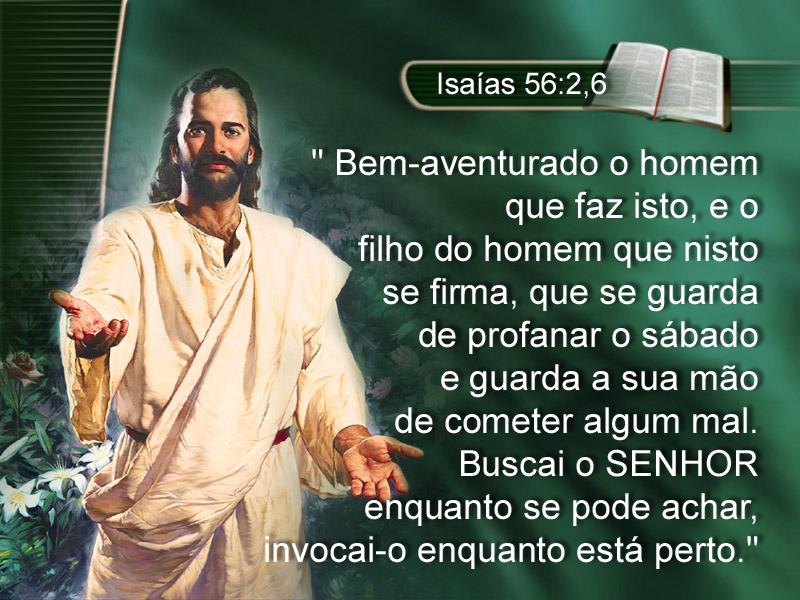 Isaías 56:2,6
" Bem-aventurado o homem
que faz isto, e o
filho do homem que nisto
se firma, que se guarda
de profanar o sábado
e guarda a sua mão
de cometer algum mal.
Buscai o SENHOR
enquanto se pode achar,
invocai-o enquanto está perto."